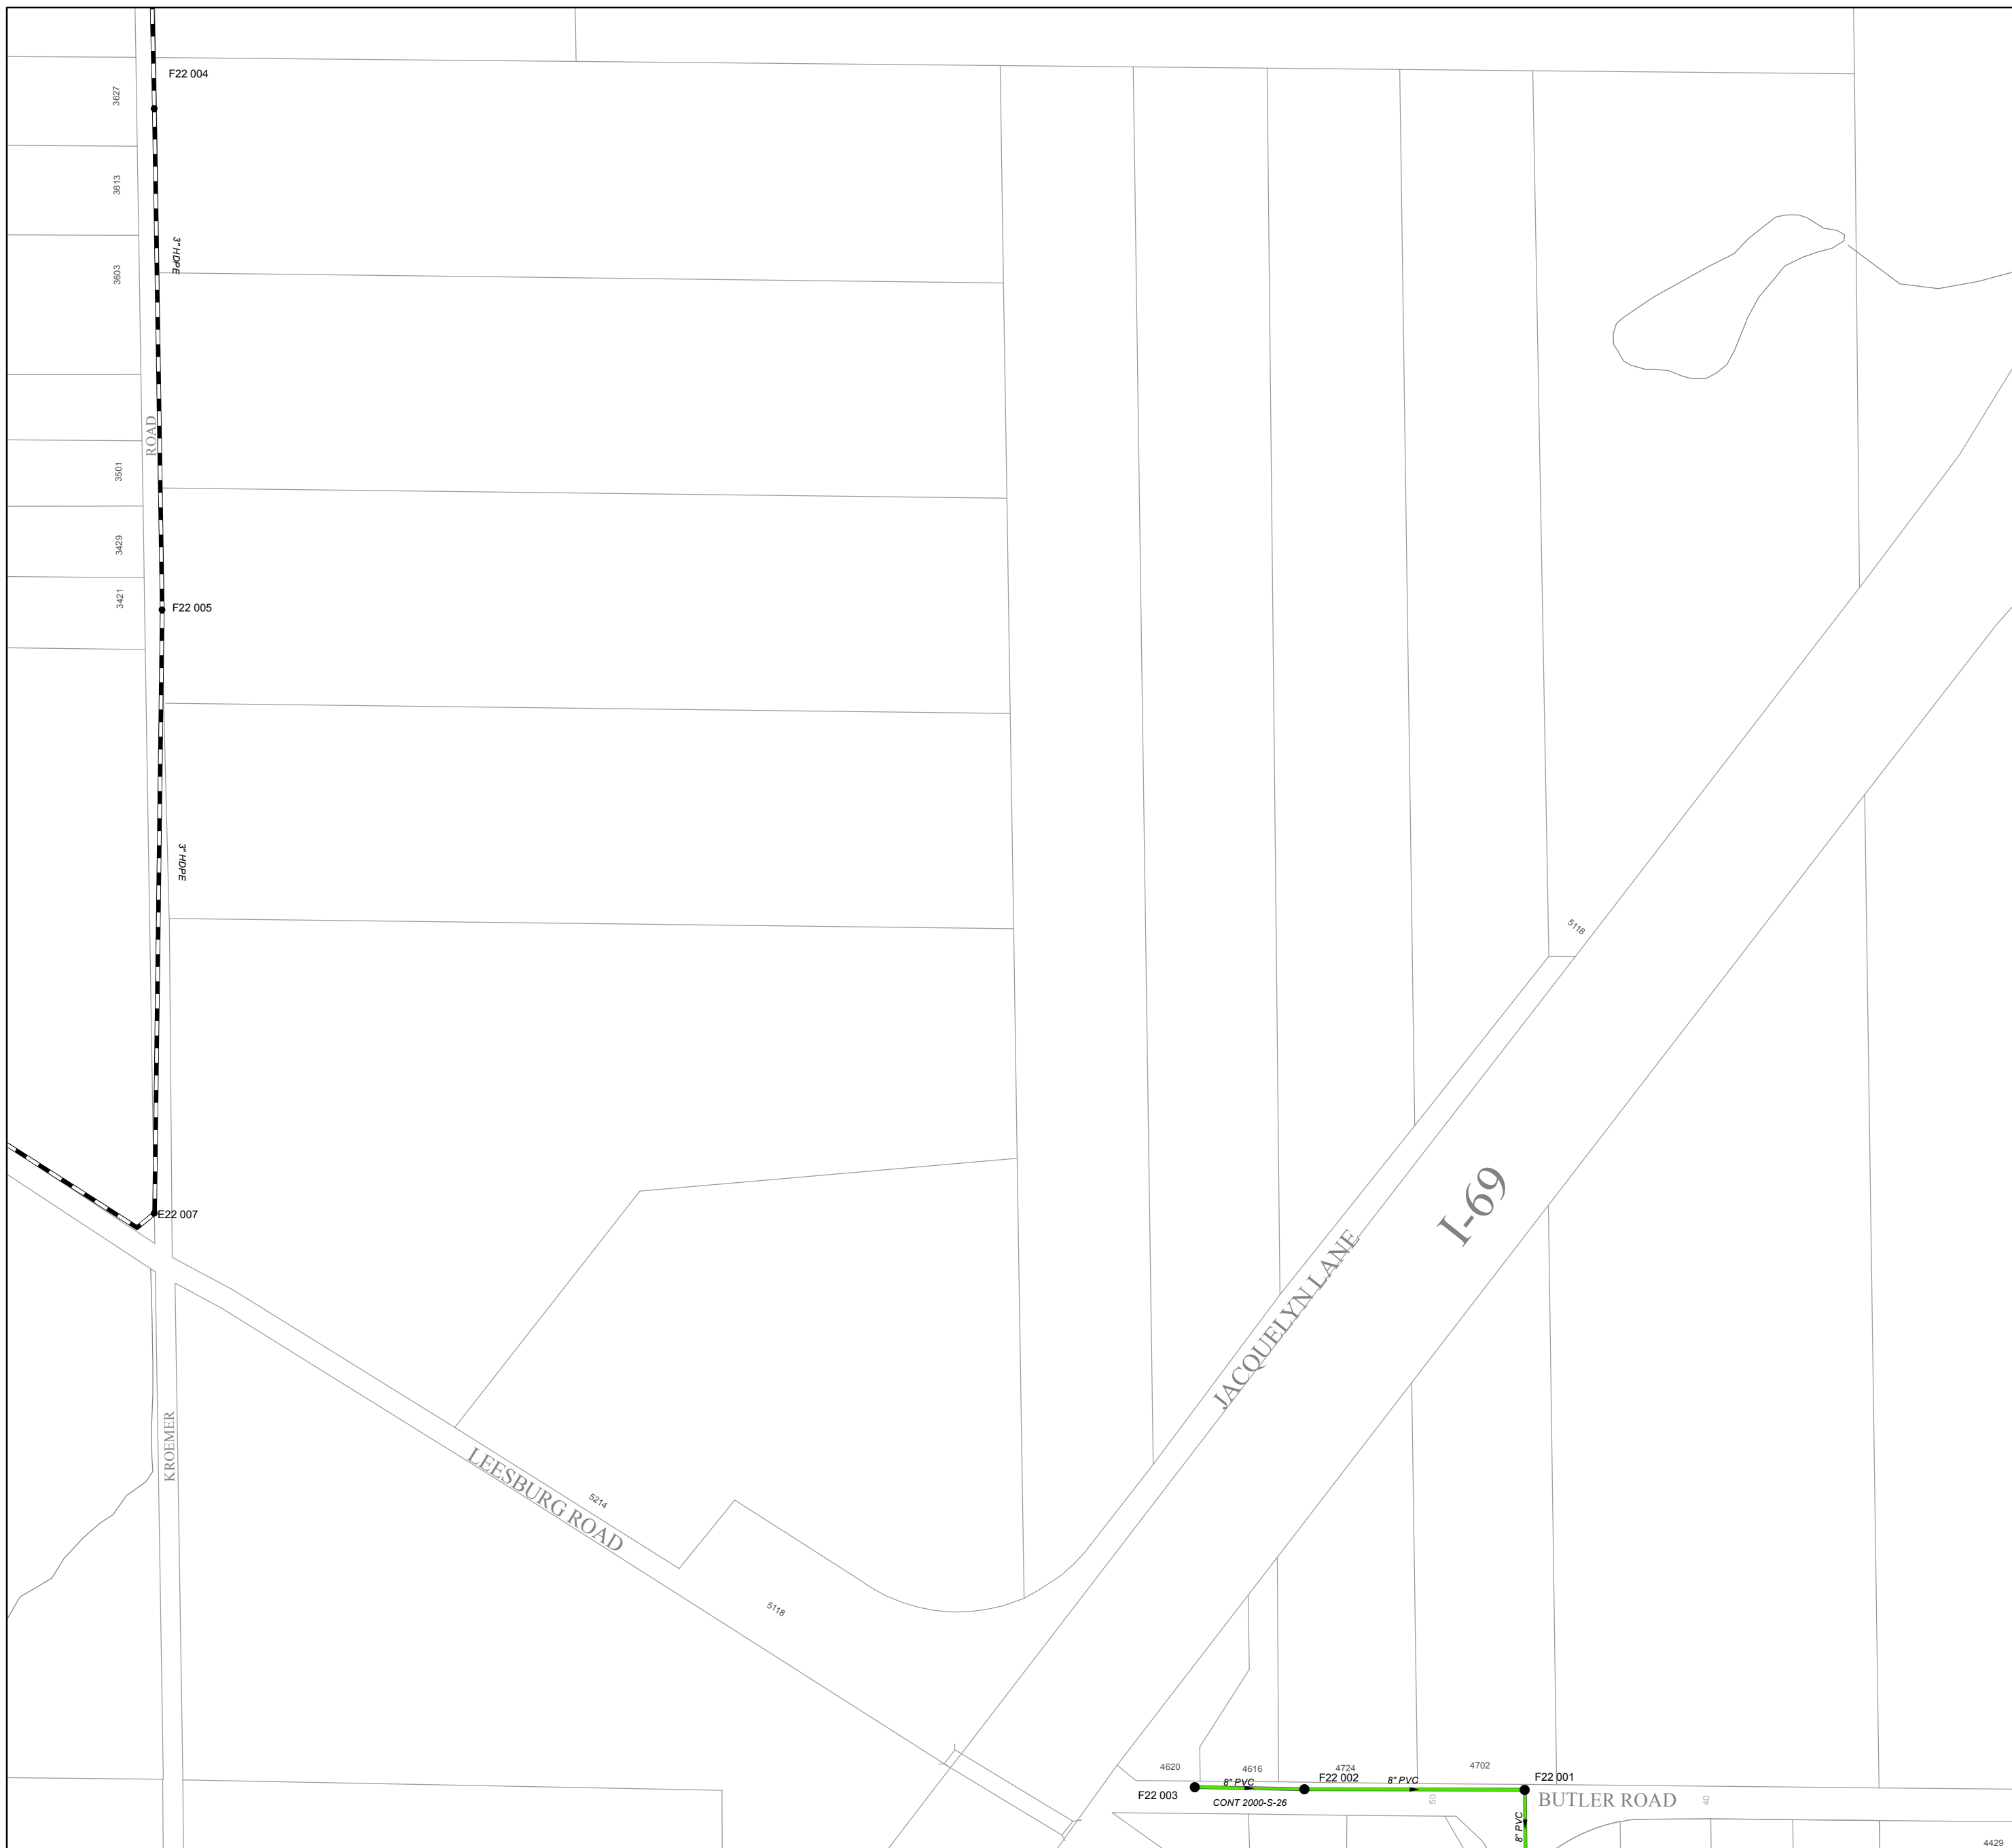 F22 004
3627
3613
3" HDPE
3603
ROAD
3501
3429
3421
F22 005
3" HDPE
5118
I-69
E22 007
JACQUELYN LANE
KROEMER
LEESBURG ROAD
5214
5118
4620
4616
4724
4702
8" PVC
F22 002
8" PVC
F22 001
F22 003
CONT 2000-S-26
50
BUTLER ROAD
40
8" PVC
4429